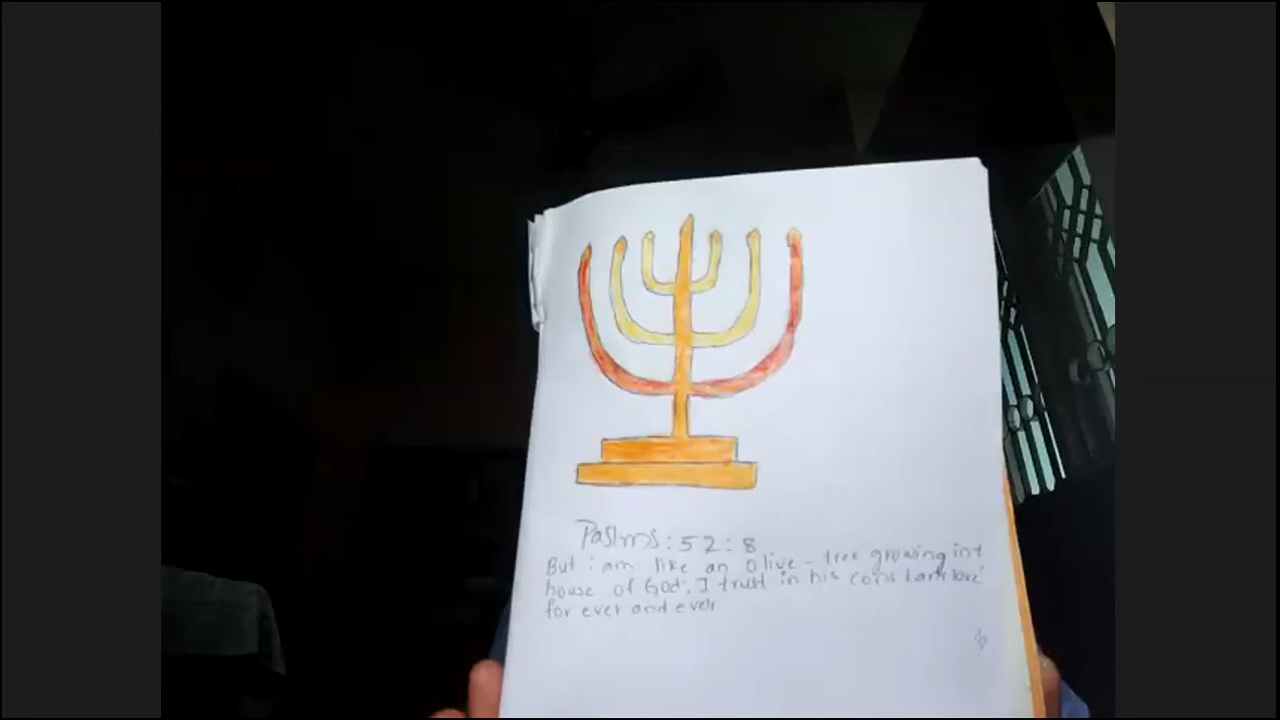 Paslms : 52 : 8
But i am like an olive - tree growing int
house of God, I trust in his constant love
for ever and ever